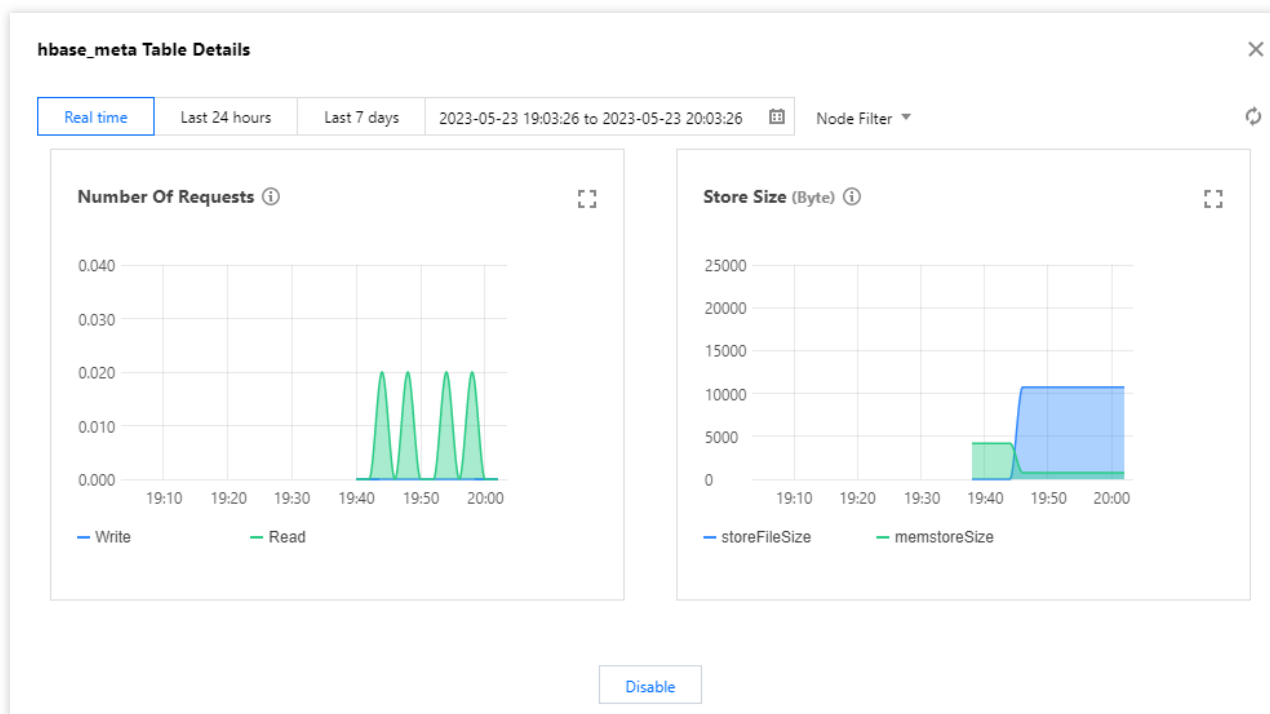 hbase_meta Table Details
Real time Last 24 hours Last 7 days 2023-05-23 19:03:26 to 2023-05-23 20:03:26 Node Filter
Number Of Requests
0.040
0.030
0.020
0.010
0.000
19:10 19:20 19:30 19:40 19:50 20:00
Write Read
Store Size (Byte)
25000
20000
15000
10000
5000
0
19:10 19:20 19:30 19:40 19:50 20:00
storeFileSize memstoreSize
Disable